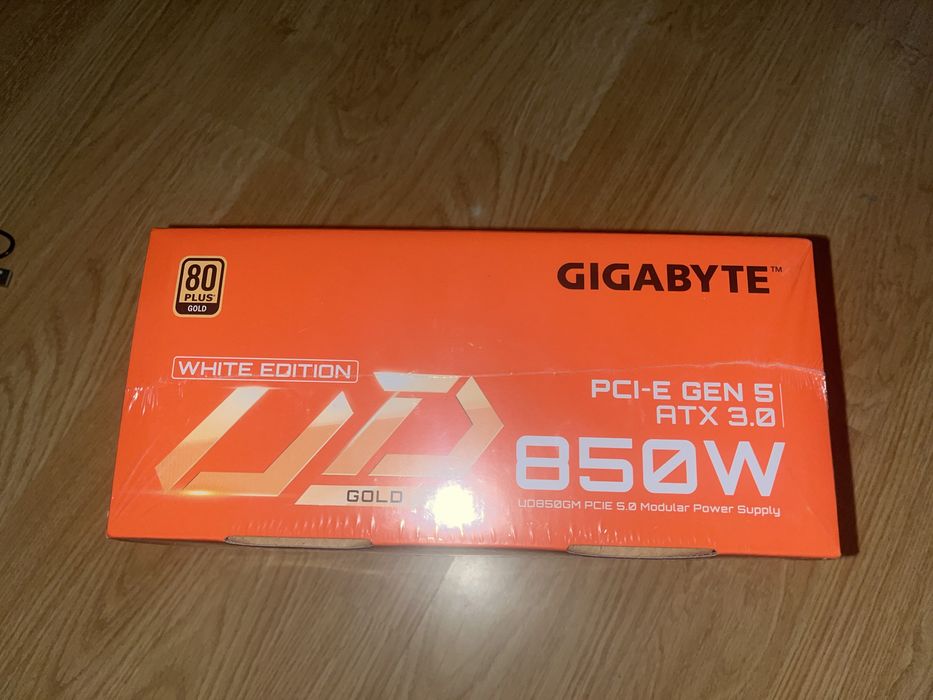 80
PLUS
GOLD
GIGABYTE™
WHITE EDITION
UD
GOLD
PCI-E GEN 5
ATX 3.0
850W
UD850GM PCIE 5.0 Modular Power Supply